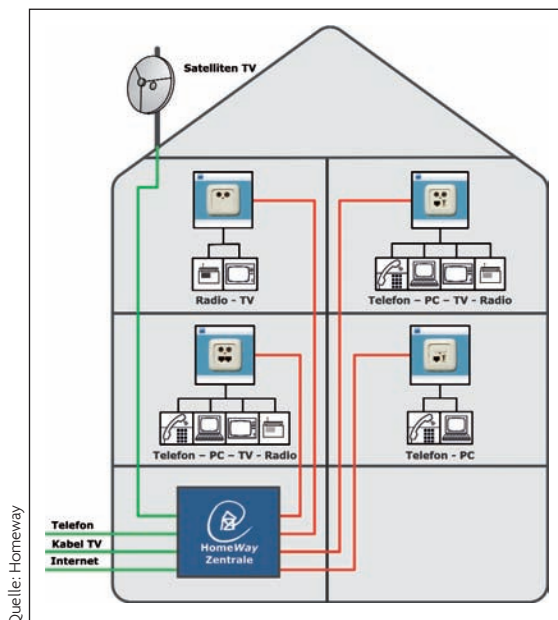 Satelliten TV
Radio - TV
Telefon – PC – TV - Radio
Telefon – PC – TV - Radio
Telefon - PC
Telefon
Kabel TV
Internet
HomeWay
Zentrale
Quelle: Homeway